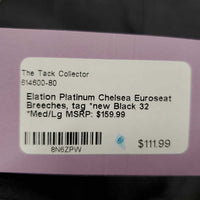 The Tack Collector
614600-80
Elation Platinum Chelsea Euroseat
Breeches, tag *new Black 32
*Med/Lg MSRP: $159.99
8N6ZPW
$111.99